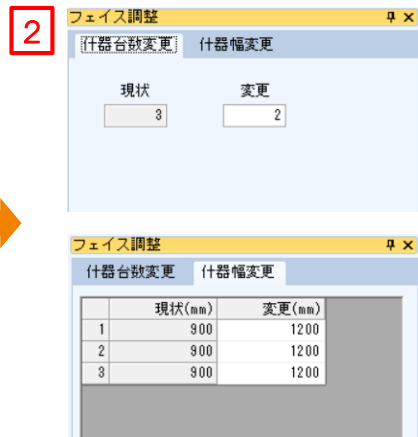 2
フェイス調整
什器台数変更 什器幅変更
現状 変更
3 2
フェイス調整
什器台数変更 什器幅変更
現状(mm) 変更(mm)
1 900 1200
2 900 1200
3 900 1200